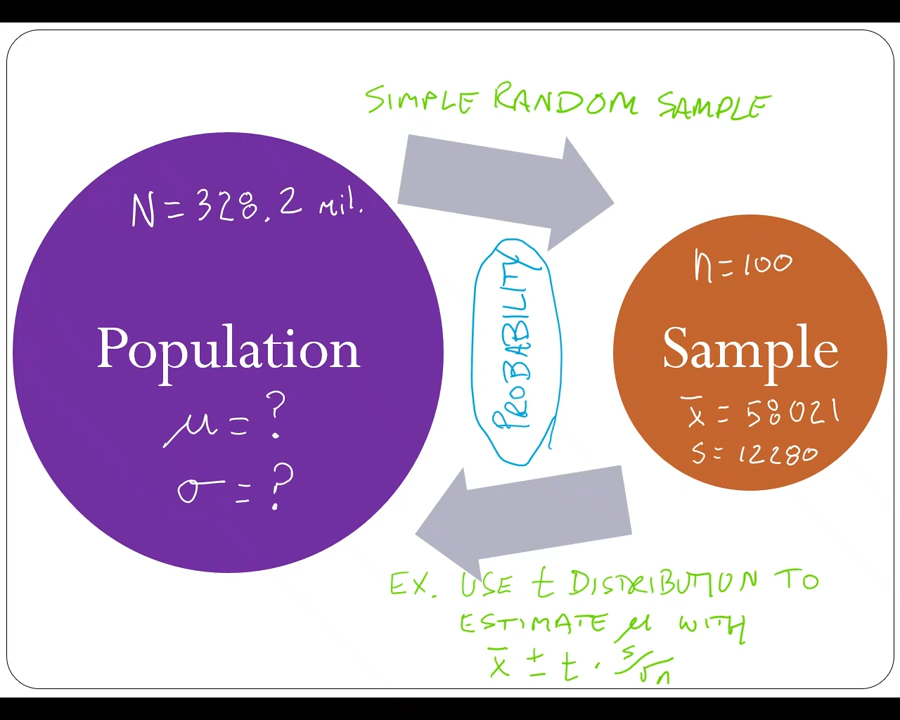 SIMPLE RANDOM SAMPLE
N = 328.2 mil.
Population
μ = ?
σ = ?
PROBABILITY
n = 100
Sample
x̄ = 58021
s = 12280
EX. USE t DISTRIBUTION TO
ESTIMATE μ WITH
x̄ ± t · s/√n